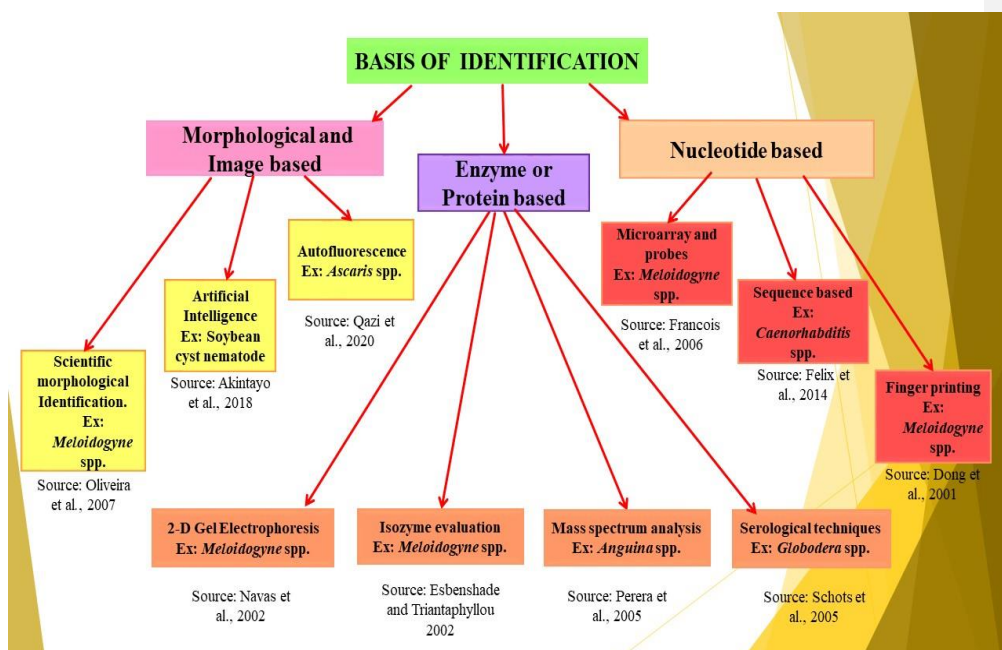 BASIS OF IDENTIFICATION
Morphological and
Image based
Enzyme or
Protein based
Nucleotide based
Scientific
morphological
Identification.
Ex:
Meloidogyne
spp.
Source: Oliveira
et al., 2007
Artificial
Intelligence
Ex: Soybean
cyst nematode
Source: Akintayo
et al., 2018
Autofluorescence
Ex: Ascaris spp.
Source: Qazi et
al., 2020
2-D Gel Electrophoresis
Ex: Meloidogyne spp.
Source: Navas et
al., 2002
Isozyme evaluation
Ex: Meloidogyne spp.
Source: Esbenshade
and Triantaphyllou
2002
Mass spectrum analysis
Ex: Anguina spp.
Source: Perera et
al., 2005
Serological techniques
Ex: Globodera spp.
Source: Schots et
al., 2005
Microarray and
probes
Ex: Meloidogyne
spp.
Source: Francois
et al., 2006
Sequence based
Ex:
Caenorhabditis
spp.
Source: Felix et
al., 2014
Finger printing
Ex:
Meloidogyne
spp.
Source: Dong et
al., 2001